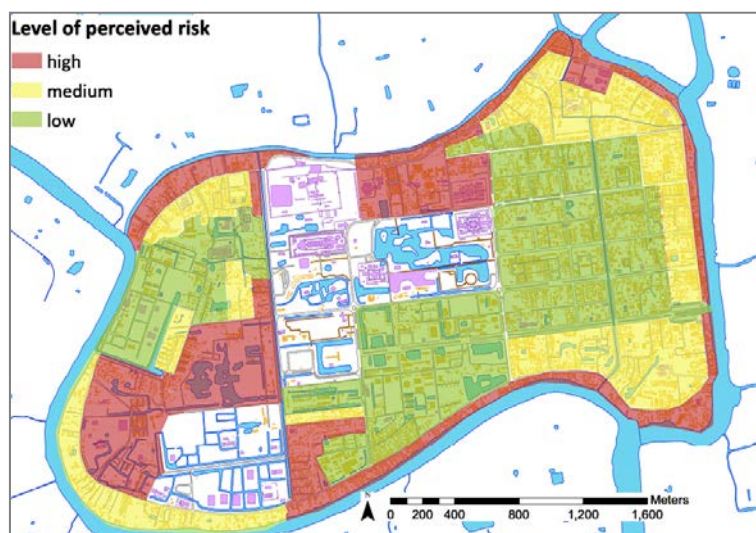 Level of perceived risk
high
medium
low
N
Meters
0 200 400 800 1,200 1,600